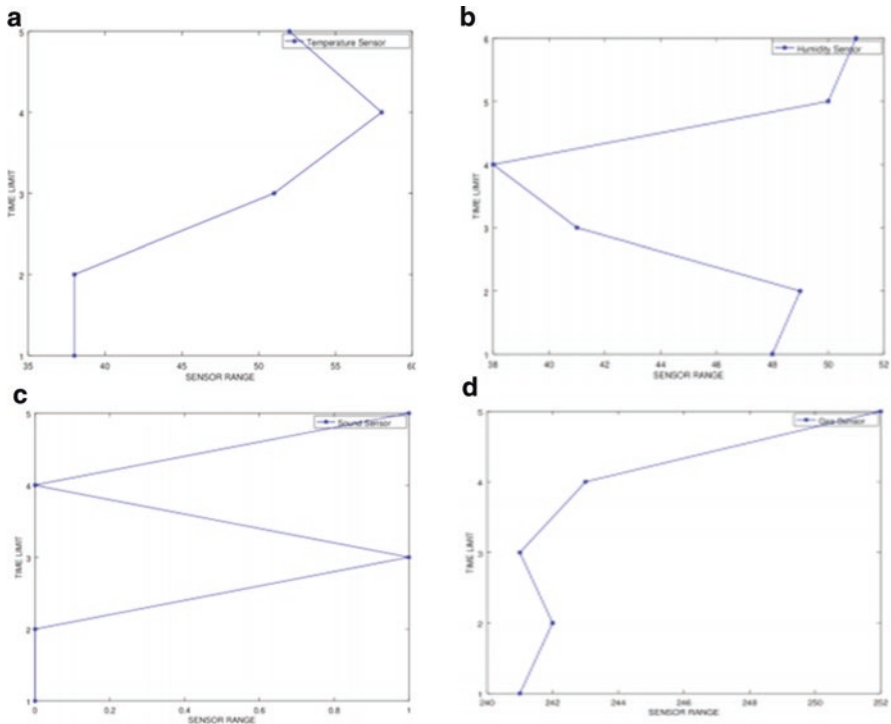 a
Temperature Sensor
5
4
3
2
1
TIME LIMIT
35 40 45 50 55 60
SENSOR RANGE
b
Humidity Sensor
6
5
4
3
2
1
TIME LIMIT
38 40 42 44 46 48 50 52
SENSOR RANGE
c
Sound Sensor
5
4
3
2
1
TIME LIMIT
0 0.2 0.4 0.6 0.8 1
SENSOR RANGE
d
Gas Sensor
5
4
3
2
1
TIME LIMIT
240 242 244 246 248 250 252
SENSOR RANGE